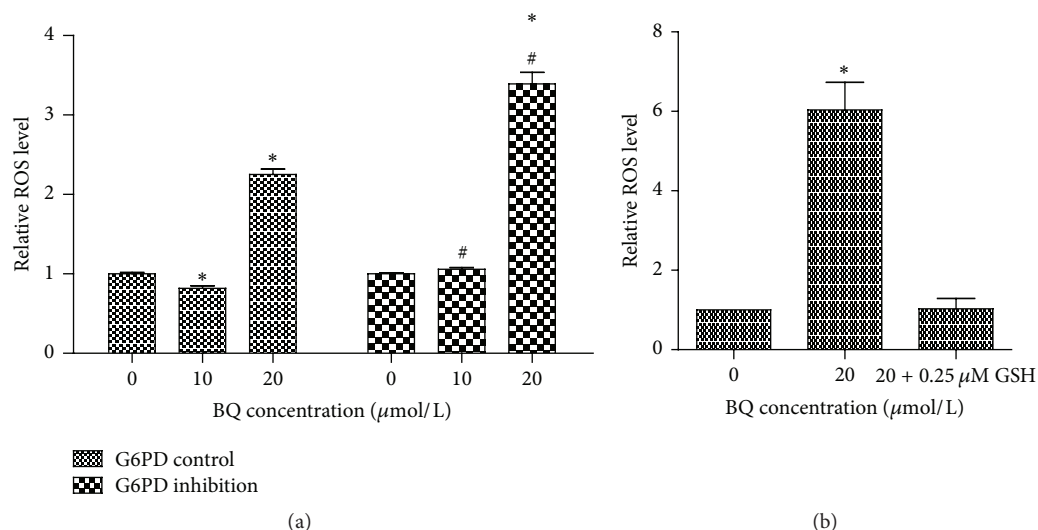 4
3
2
1
0
Relative ROS level
*
*
#
*
#
0 10 20 0 10 20
BQ concentration (μmol/L)
G6PD control
G6PD inhibition
(a)
8
6
4
2
0
Relative ROS level
*
0 20 20 + 0.25 μM GSH
BQ concentration (μmol/L)
(b)